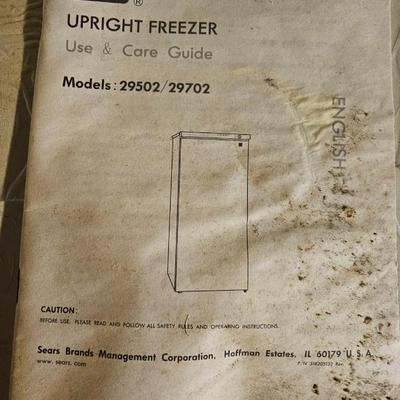 ®
UPRIGHT FREEZER
Use & Care Guide
Models: 29502/29702
ENGLISH
CAUTION:
BEFORE USE, PLEASE READ AND FOLLOW ALL SAFETY RULES AND OPERATING INSTRUCTIONS.
Sears Brands Management Corporation, Hoffman Estates, IL 60179 U.S.A.
www.sears.com
P/N